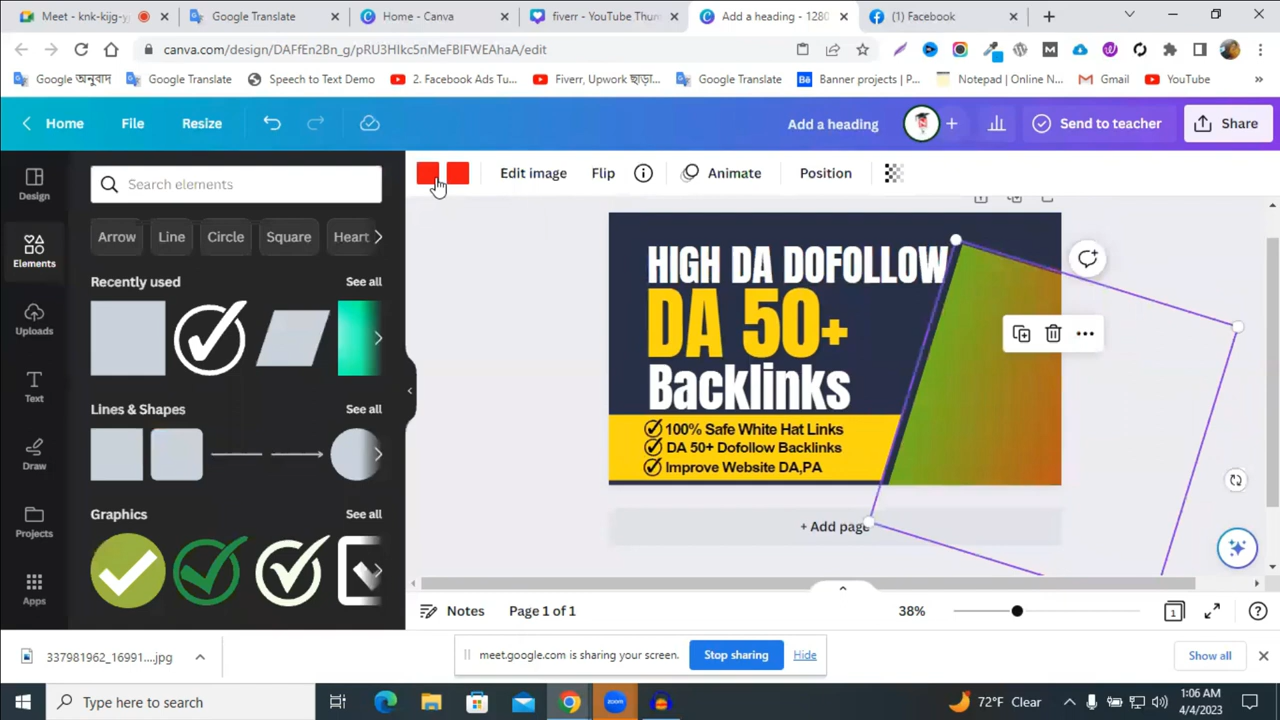 Meet - knk-kijg-
Google Translate
Home - Canva
fiverr - YouTube Thum
Add a heading - 1280
(1) Facebook
canva.com/design/DAFfEn2Bn_g/pRU3HIkc5nMeFBIFWEAhaA/edit
Google অনুবাদ
Google Translate
Speech to Text Demo
2. Facebook Ads Tu...
Fiverr, Upwork ছাড়া...
Google Translate
Banner projects | P...
Notepad | Online N...
Gmail
YouTube
Home
File
Resize
Add a heading
Send to teacher
Share
Design
Elements
Uploads
Text
Draw
Projects
Apps
Search elements
Arrow
Line
Circle
Square
Heart
Recently used
See all
Lines & Shapes
See all
Graphics
See all
Edit image
Flip
Animate
Position
HIGH DA DOFOLLOW
DA 50+
Backlinks
100% Safe White Hat Links
DA 50+ Dofollow Backlinks
Improve Website DA,PA
+ Add page
Notes
Page 1 of 1
38%
1
337981962_16991....jpg
meet.google.com is sharing your screen.
Stop sharing
Hide
Show all
Type here to search
zoom
72°F Clear
1:06 AM
4/4/2023